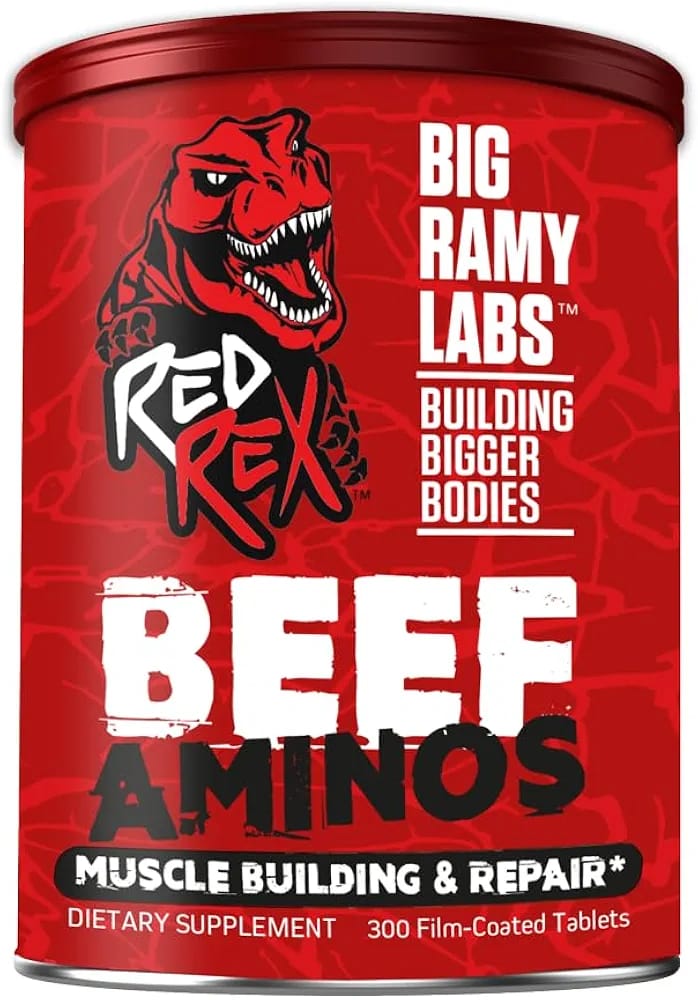 RED
REX™
BIG
RAMY
LABS™
BUILDING
BIGGER
BODIES
BEEF
AMINOS
MUSCLE BUILDING & REPAIR*
DIETARY SUPPLEMENT 300 Film-Coated Tablets